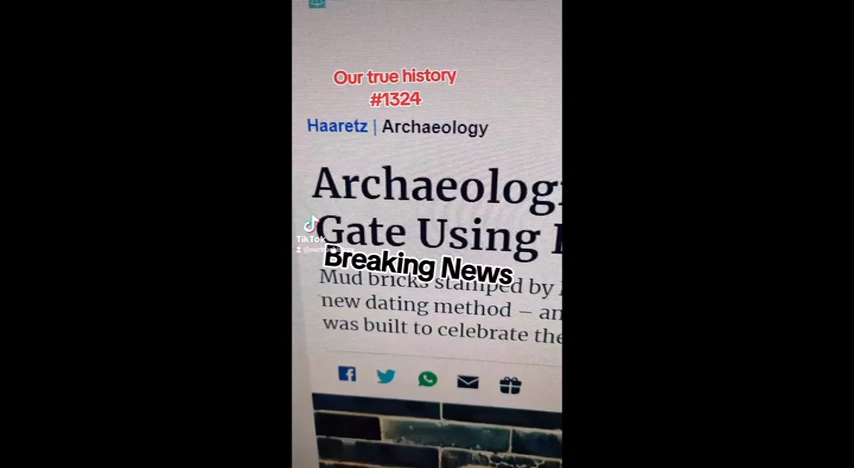 Our true history
#1324
Haaretz | Archaeology
Archaeolog
Gate Using
TikTok
Breaking News
Mud bricks stamped by
new dating method – an
was built to celebrate the